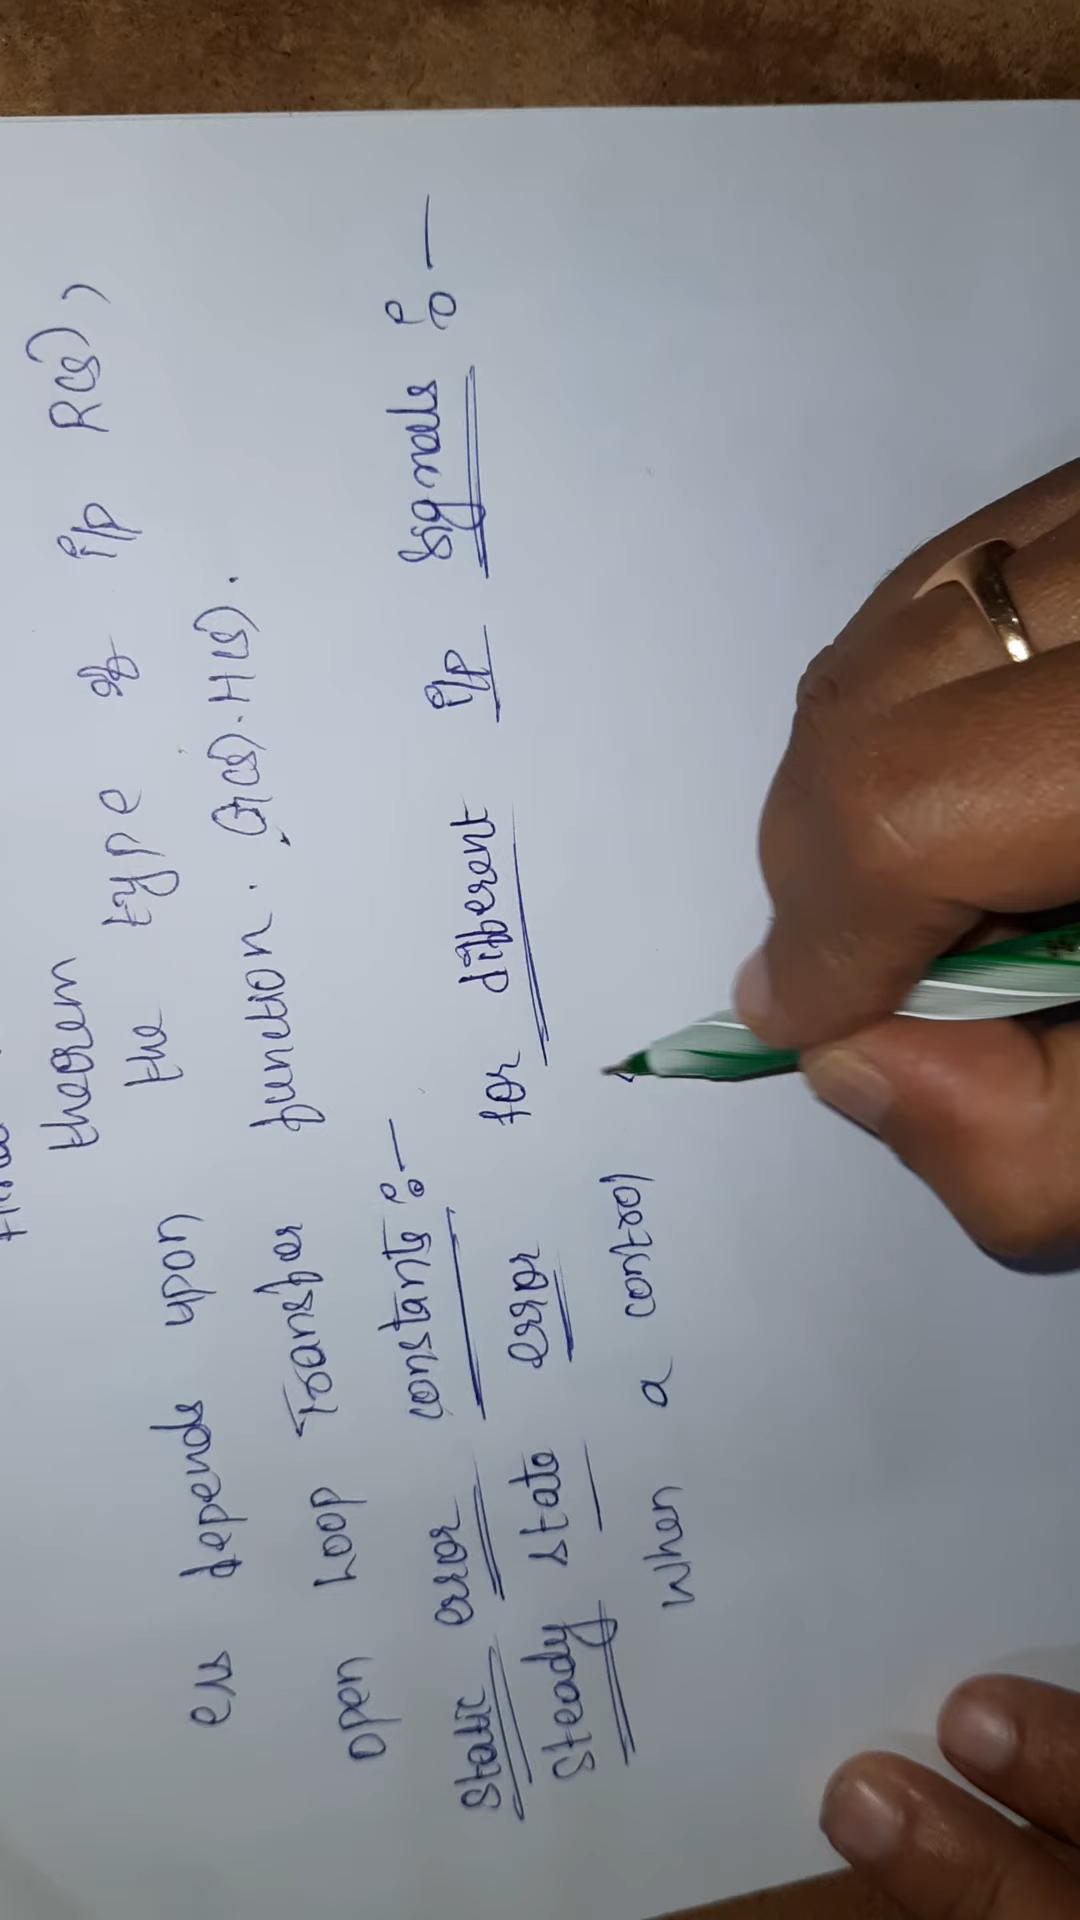 theorem
ess depends upon the type of i/p R(s),
open Loop Transfer function. G(s).H(s).
Static error constants :-
Steady state error for different i/p signals :-
When a control